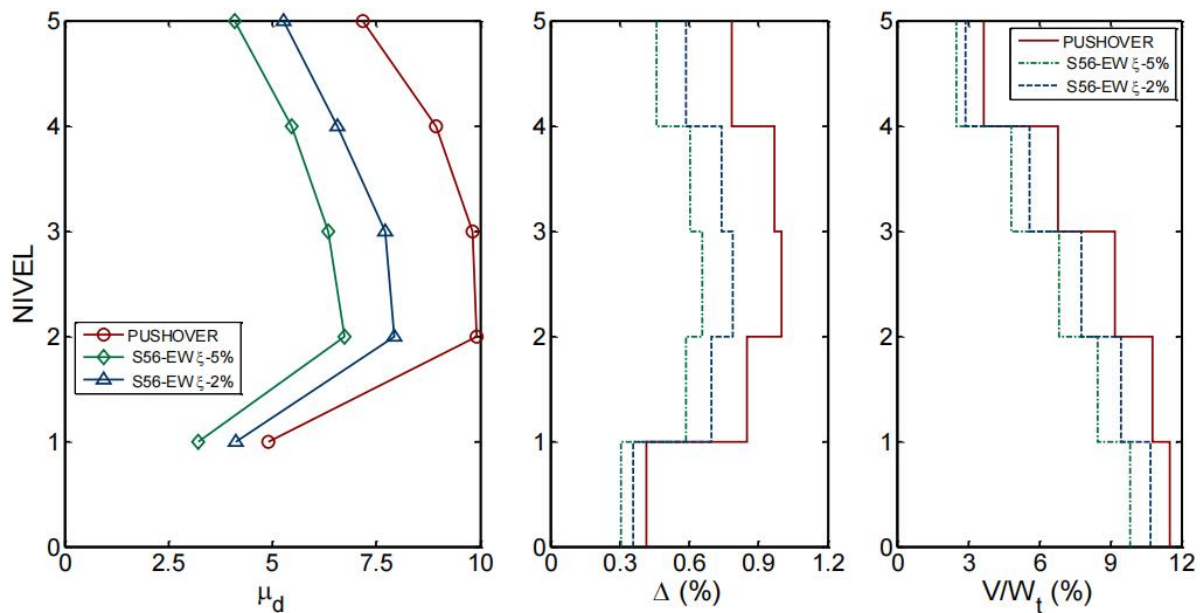 5
4
3
2
1
0
NIVEL
PUSHOVER
S56-EW ξ-5%
S56-EW ξ-2%
0 2.5 5 7.5 10
μd
5
4
3
2
1
0
0.3 0.6 0.9 1.2
Δ (%)
PUSHOVER
S56-EW ξ-5%
S56-EW ξ-2%
5
4
3
2
1
0
0 3 6 9 12
V/Wt (%)